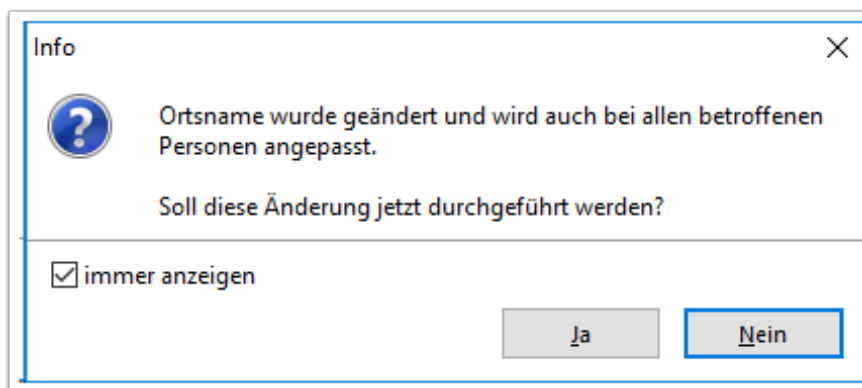 Info
Ortsname wurde geändert und wird auch bei allen betroffenen
Personen angepasst.
Soll diese Änderung jetzt durchgeführt werden?
immer anzeigen
Ja
Nein